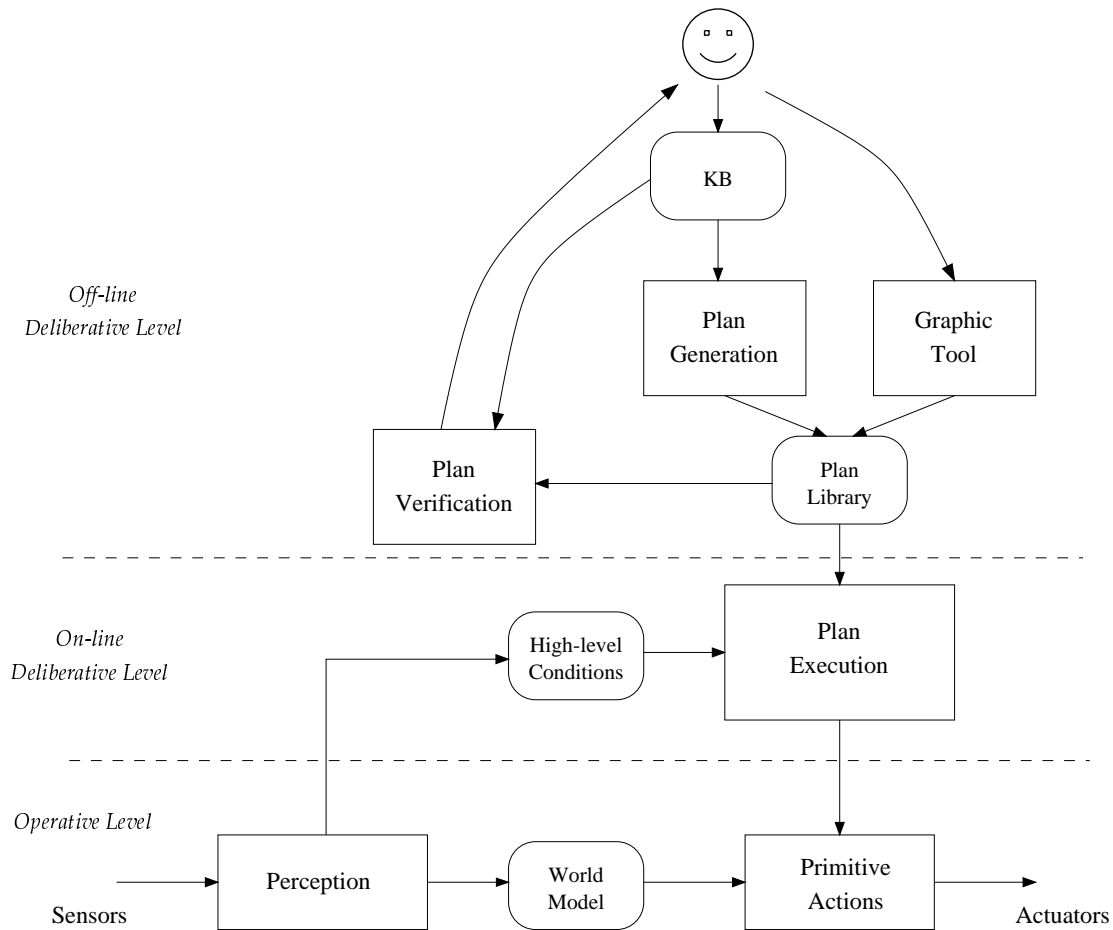 KB
Off-line
Deliberative Level
Plan
Generation
Graphic
Tool
Plan
Verification
Plan
Library
On-line
Deliberative Level
High-level
Conditions
Plan
Execution
Operative Level
Sensors
Perception
World
Model
Primitive
Actions
Actuators